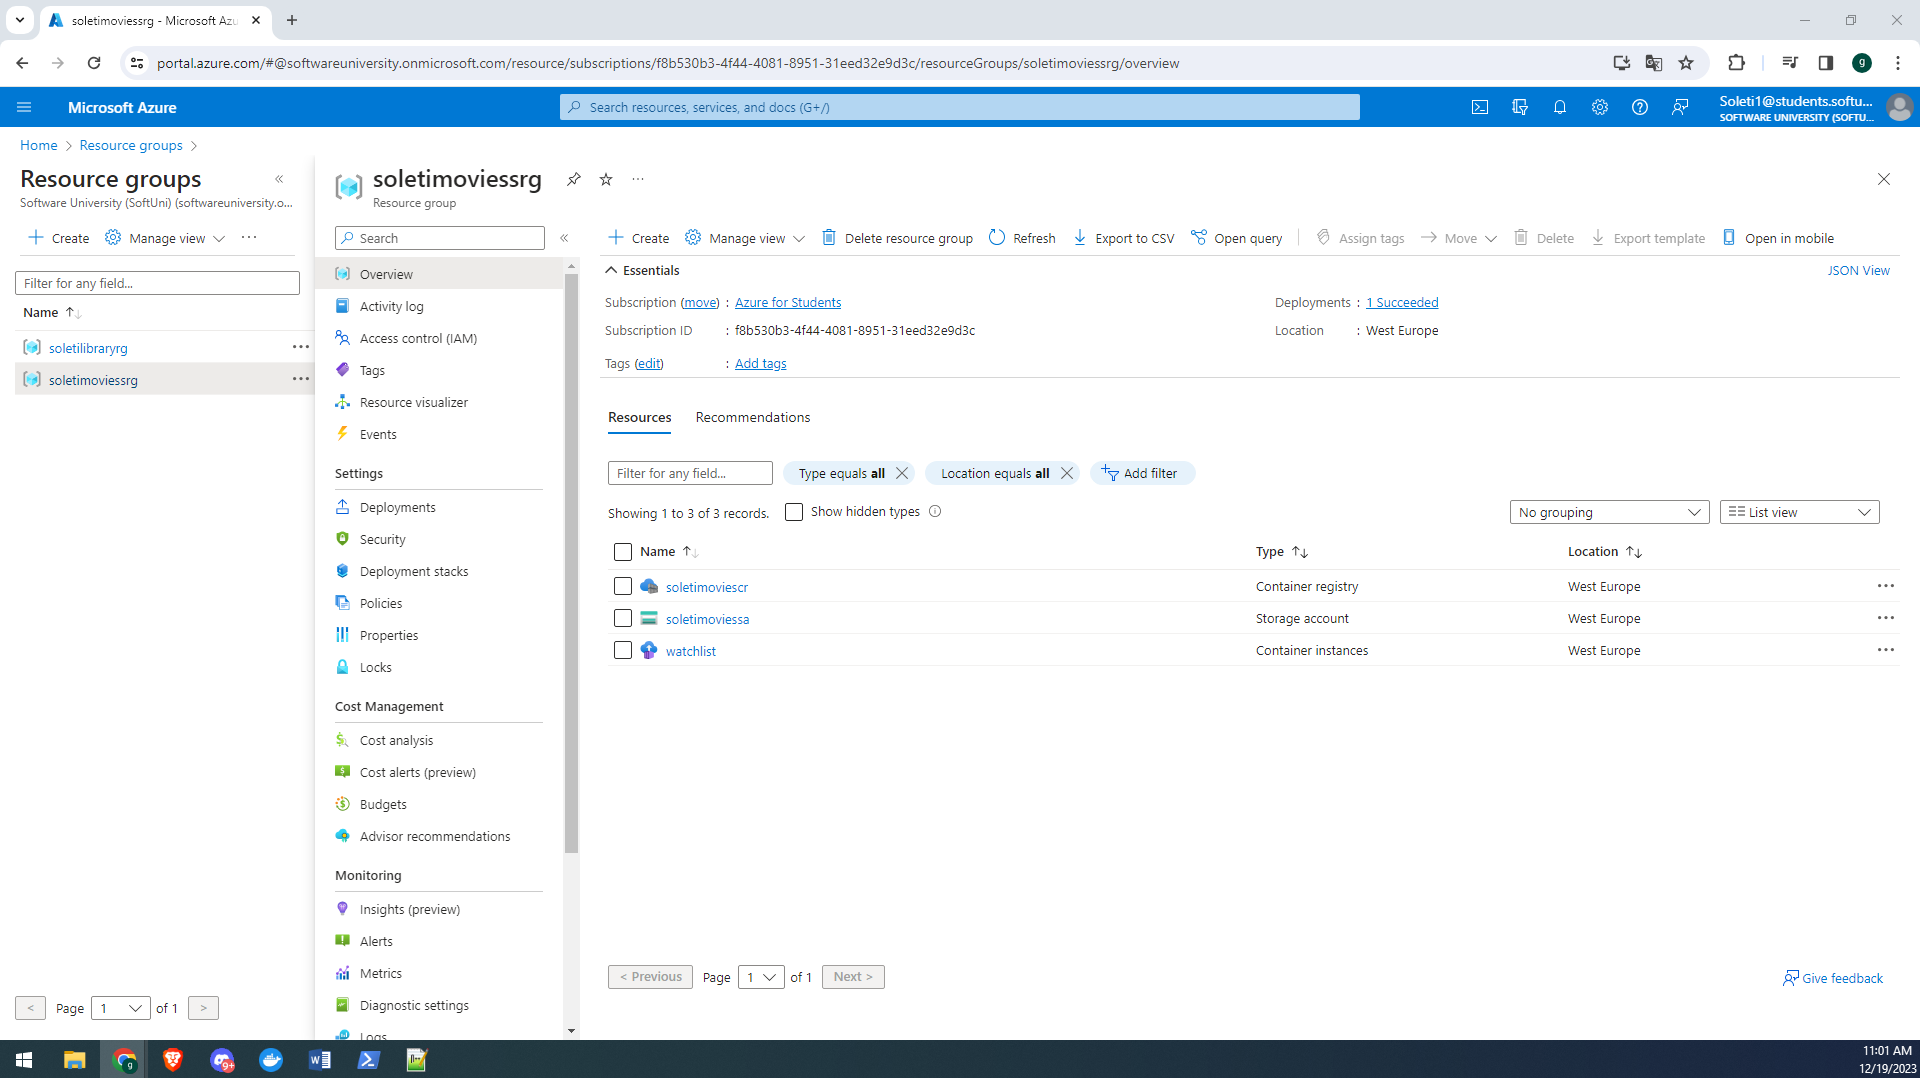 soletimoviessrg - Microsoft Azu
portal.azure.com/#@softwareuniversity.onmicrosoft.com/resource/subscriptions/f8b530b3-4f44-4081-8951-31eed32e9d3c/resourceGroups/soletimoviessrg/overview
g
Microsoft Azure
Search resources, services, and docs (G+/)
Soleti1@students.softu...
SOFTWARE UNIVERSITY (SOFTU...
Home > Resource groups >
Resource groups
Software University (SoftUni) (softwareuniversity.o...
Create
Manage view
Filter for any field...
Name
soletilibraryrg
soletimoviessrg
< Page 1 of 1 >
soletimoviessrg
Resource group
Search
Overview
Activity log
Access control (IAM)
Tags
Resource visualizer
Events
Settings
Deployments
Security
Deployment stacks
Policies
Properties
Locks
Cost Management
Cost analysis
Cost alerts (preview)
Budgets
Advisor recommendations
Monitoring
Insights (preview)
Alerts
Metrics
Diagnostic settings
Logs
Create Manage view Delete resource group Refresh Export to CSV Open query Assign tags Move Delete Export template Open in mobile
Essentials
JSON View
Subscription (move) : Azure for Students
Deployments : 1 Succeeded
Subscription ID : f8b530b3-4f44-4081-8951-31eed32e9d3c
Location : West Europe
Tags (edit) : Add tags
Resources Recommendations
Filter for any field... Type equals all Location equals all Add filter
Showing 1 to 3 of 3 records. Show hidden types No grouping List view
Name Type Location
soletimoviescr Container registry West Europe
soletimoviessa Storage account West Europe
watchlist Container instances West Europe
< Previous Page 1 of 1 Next >
Give feedback
9+
11:01 AM
12/19/2023